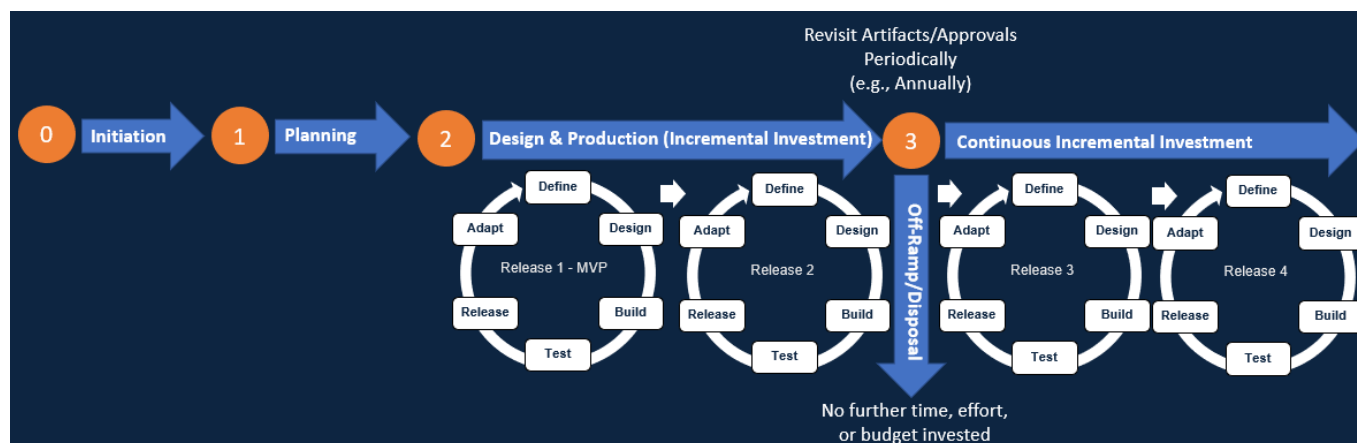 Revisit Artifacts/Approvals
Periodically
(e.g., Annually)
0
Initiation
1
Planning
2
Design & Production (Incremental Investment)
3
Continuous Incremental Investment
Define
Design
Build
Test
Release
Adapt
Release 1 - MVP
Define
Design
Build
Test
Release
Adapt
Release 2
Off-Ramp/Disposal
Define
Design
Build
Test
Release
Adapt
Release 3
Define
Design
Build
Test
Release
Adapt
Release 4
No further time, effort,
or budget invested